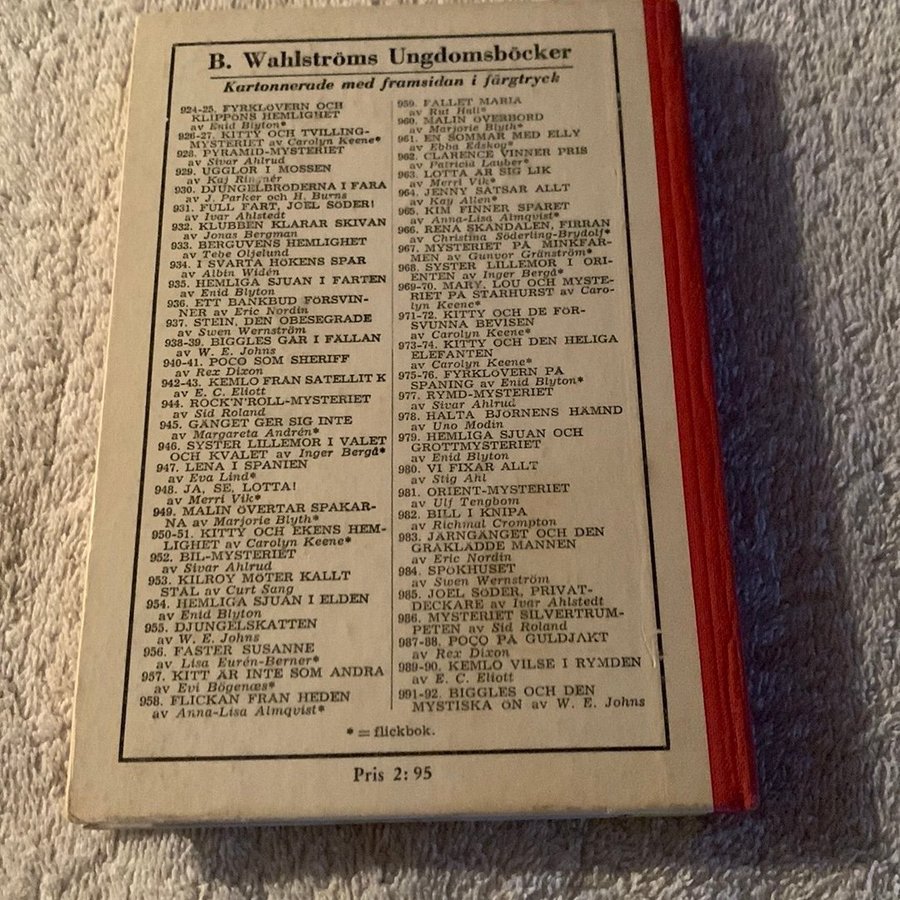 B. Wahlströms Ungdomsböcker
Kartonnerade med framsidan i färgtryck
924-25. FYRKLÖVERN OCH
KLIPPÖNS HEMLIGHET
av Enid Blyton*
926-27. KITTY OCH TVILLING-
MYSTERIET av Carolyn Keene*
928. PYRAMID-MYSTERIET
av Sivar Ahlrud
929. UGGLOR I MOSSEN
av Kaj Ringnér
930. DJUNGELBRÖDERNA I FARA
av J. Parker och H. Burns
931. FULL FART, JOEL SÖDER!
av Ivar Ahlstedt
932. KLUBBEN KLARAR SKIVAN
av Jonas Bergman
933. BERGUVENS HEMLIGHET
av Tebe Oljelund
934. I SVARTA HÖKENS SPÅR
av Albin Widén
935. HEMLIGA SJUAN I FARTEN
av Enid Blyton
936. ETT BANKBUD FÖRSVIN-
NER av Eric Nordin
937. STEIN, DEN OBESEGRADE
av Swen Wernström
938-39. BIGGLES GÅR I FÄLLAN
av W. E. Johns
940-41. POCO SOM SHERIFF
av Rex Dixon
942-43. KEMLO FRÅN SATELLIT K
av E. C. Eliott
944. ROCK'N'ROLL-MYSTERIET
av Sid Roland
945. GÄNGET GER SIG INTE
av Margareta Andrén*
946. SYSTER LILLEMOR I VALET
OCH KVALET av Inger Bergå*
947. LENA I SPANIEN
av Eva Lind*
948. JA, SE, LOTTA!
av Merri Vik*
949. MALIN ÖVERTAR SPAKAR-
NA av Marjorie Blyth*
950-51. KITTY OCH EKENS HEM-
LIGHET av Carolyn Keene*
952. BIL-MYSTERIET
av Sivar Ahlrud
953. KILROY MÖTER KALLT
STÅL av Curt Sang
954. HEMLIGA SJUAN I ELDEN
av Enid Blyton
955. DJUNGELSKATTEN
av W. E. Johns
956. FASTER SUSANNE
av Lisa Eurén-Berner*
957. KITT ÄR INTE SOM ANDRA
av Evi Bögenæs*
958. FLICKAN FRÅN HEDEN
av Anna-Lisa Almqvist*
959. FALLET MARIA
av Rut Hall*
960. MALIN ÖVERBORD
av Marjorie Blyth*
961. EN SOMMAR MED ELLY
av Ebba Edskog*
962. CLARENCE VINNER PRIS
av Patricia Lauber*
963. LOTTA ÄR SIG LIK
av Merri Vik*
964. JENNY SATSAR ALLT
av Kay Allen*
965. KIM FINNER SPÅRET
av Anna-Lisa Almqvist*
966. RENA SKANDALEN, FIRRAN
av Christina Söderling-Brydolf*
967. MYSTERIET PÅ MINKFAR-
MEN av Gunvor Gränström*
968. SYSTER LILLEMOR I ORI-
ENTEN av Inger Bergå*
969-70. MARY, LOU OCH MYSTE-
RIET PÅ STARHURST av Caro-
lyn Keene*
971-72. KITTY OCH DE FÖR-
SVUNNA BEVISEN
av Carolyn Keene*
973-74. KITTY OCH DEN HELIGA
ELEFANTEN
av Carolyn Keene*
975-76. FYRKLÖVERN PÅ
SPANING av Enid Blyton*
977. RYMD-MYSTERIET
av Sivar Ahlrud
978. HALTA BJÖRNENS HÄMND
av Uno Modin
979. HEMLIGA SJUAN OCH
GROTTMYSTERIET
av Enid Blyton
980. VI FIXAR ALLT
av Stig Ahl
981. ORIENT-MYSTERIET
av Ulf Tengbom
982. BILL I KNIPA
av Richmal Crompton
983. JÄRNGÄNGET OCH DEN
GRÅKLÄDDE MANNEN
av Eric Nordin
984. SPÖKHUSET
av Swen Wernström
985. JOEL SÖDER, PRIVAT-
DECKARE av Ivar Ahlstedt
986. MYSTERIET SILVERTRUM-
PETEN av Sid Roland
987-88. POCO PÅ GULDJAKT
av Rex Dixon
989-90. KEMLO VILSE I RYMDEN
av E. C. Eliott
991-92. BIGGLES OCH DEN
MYSTISKA ÖN av W. E. Johns
* = flickbok.
Pris 2: 95